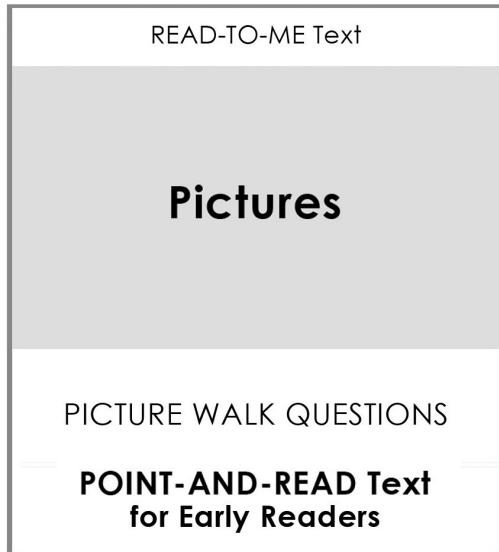 READ-TO-ME Text
Pictures
PICTURE WALK QUESTIONS
POINT-AND-READ Text
for Early Readers